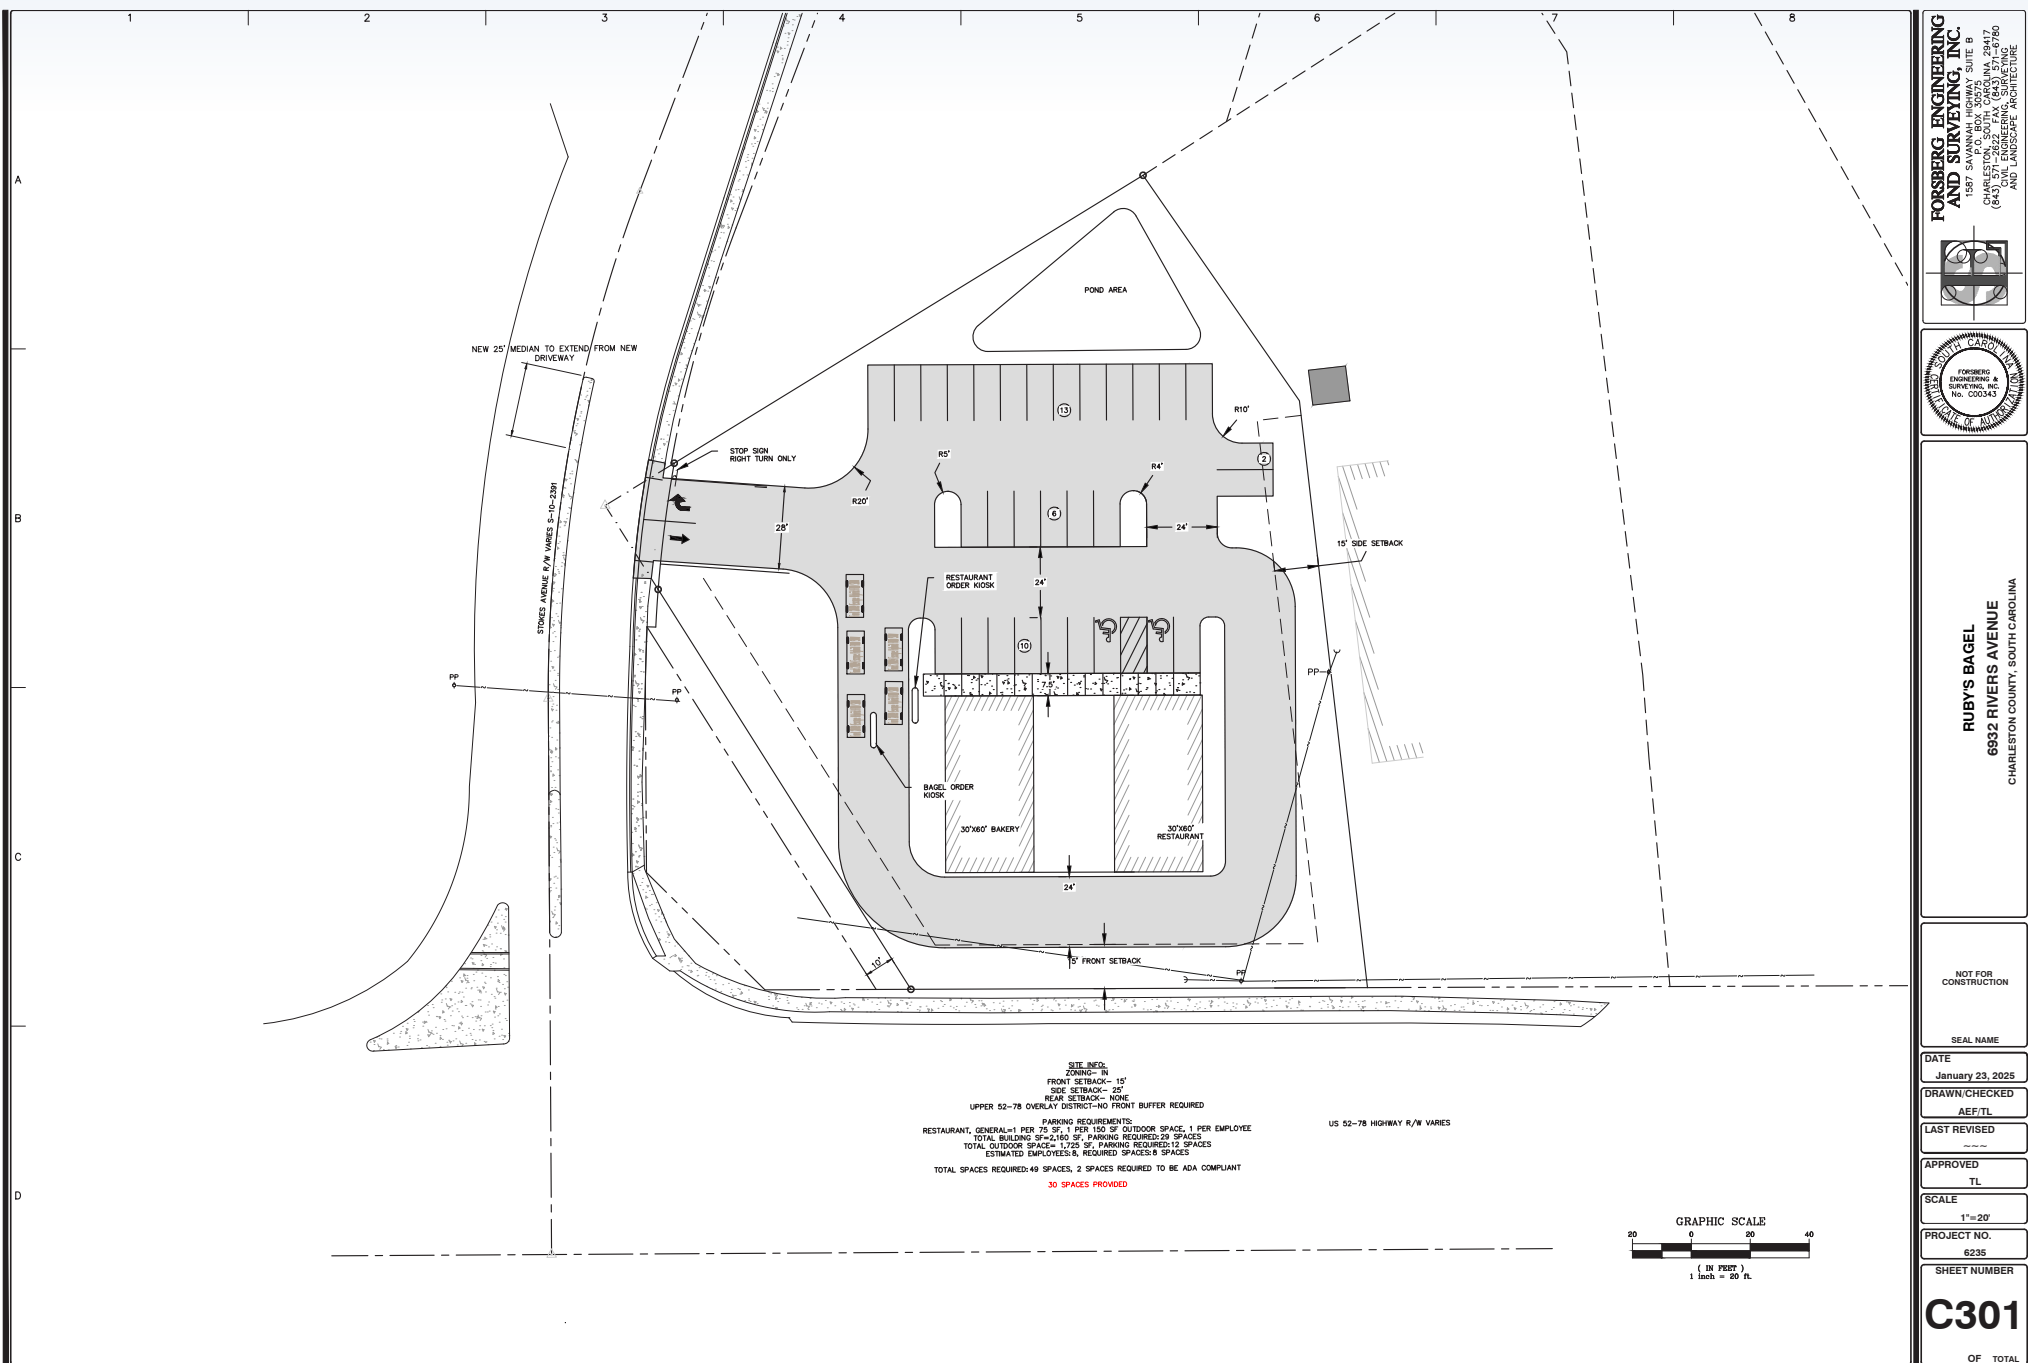 1 2 3 4 5 6 7 8
A
B
C
D
POND AREA
NEW 25' MEDIAN TO EXTEND FROM NEW
DRIVEWAY
STOP SIGN
RIGHT TURN ONLY
R20'
R5'
R4'
R10'
13
2
6
10
28'
24'
24'
15' SIDE SETBACK
STOKES AVENUE R/W VARIES S-10-2391
RESTAURANT
ORDER KIOSK
PP
PP
PP
7.5'
BAGEL ORDER
KIOSK
30'X60' BAKERY
30'X60'
RESTAURANT
24'
10'
5' FRONT SETBACK
PP
SITE INFO:
ZONING- IN
FRONT SETBACK- 15'
SIDE SETBACK- 25'
REAR SETBACK- NONE
UPPER 52-78 OVERLAY DISTRICT-NO FRONT BUFFER REQUIRED
PARKING REQUIREMENTS:
RESTAURANT, GENERAL=1 PER 75 SF, 1 PER 150 SF OUTDOOR SPACE, 1 PER EMPLOYEE
TOTAL BUILDING SF=2,160 SF, PARKING REQUIRED:29 SPACES
TOTAL OUTDOOR SPACE= 1,725 SF, PARKING REQUIRED:12 SPACES
ESTIMATED EMPLOYEES:8, REQUIRED SPACES:8 SPACES
TOTAL SPACES REQUIRED:49 SPACES, 2 SPACES REQUIRED TO BE ADA COMPLIANT
30 SPACES PROVIDED
US 52-78 HIGHWAY R/W VARIES
GRAPHIC SCALE
20 0 20 40
( IN FEET )
1 inch = 20 ft.
FORSBERG ENGINEERING
AND SURVEYING, INC.
1587 SAVANNAH HIGHWAY SUITE B
P.O. BOX 30575
CHARLESTON, SOUTH CAROLINA 29417
(843) 571-2622 FAX (843) 571-6780
CIVIL ENGINEERING, SURVEYING
AND LANDSCAPE ARCHITECTURE
SOUTH CAROLINA
FORSBERG
ENGINEERING &
SURVEYING, INC.
No. C00343
CERTIFICATE OF AUTHORIZATION
RUBY'S BAGEL
6932 RIVERS AVENUE
CHARLESTON COUNTY, SOUTH CAROLINA
NOT FOR
CONSTRUCTION
SEAL NAME
DATE
January 23, 2025
DRAWN/CHECKED
AEF/TL
LAST REVISED
~~~
APPROVED
TL
SCALE
1"=20'
PROJECT NO.
6235
SHEET NUMBER
C301
OF TOTAL